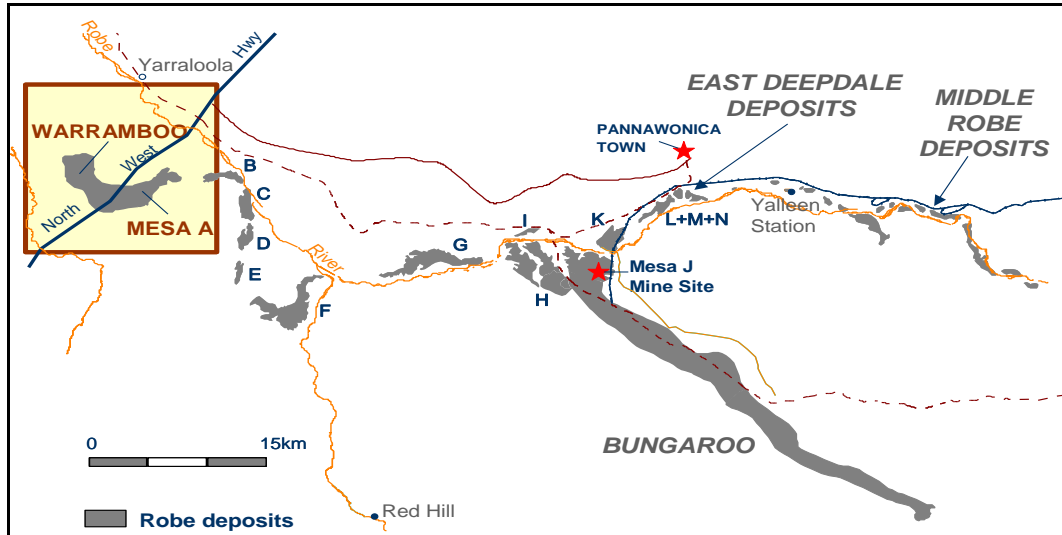 Robe
Yarraloola
Hwy
WARRAMBOO
West
North
MESA A
B
C
D
E
F
River
G
H
I
K
EAST DEEPDALE
DEPOSITS
PANNAWONICA
TOWN
MIDDLE
ROBE
DEPOSITS
L+M+N
Yalleen
Station
Mesa J
Mine Site
BUNGAROO
0 15km
Red Hill
Robe deposits